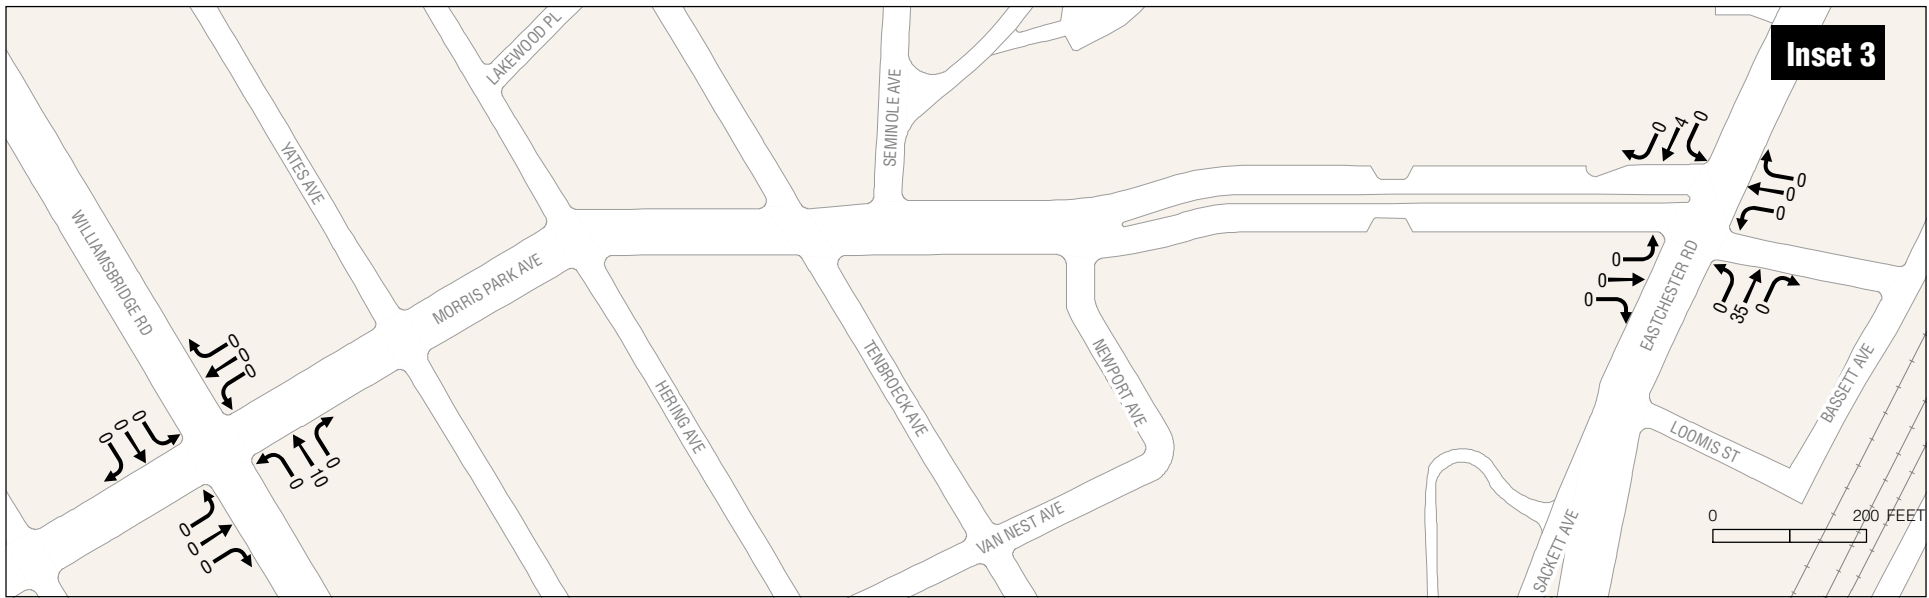 Inset 3
LAKEWOOD PL
SEMINOLE AVE
YATES AVE
WILLIAMSBRIDGE RD
MORRIS PARK AVE
HERING AVE
TENBROECK AVE
NEWPORT AVE
VAN NEST AVE
EASTCHESTER RD
BASSETT AVE
LOOMIS ST
SACKETT AVE
0 4 0
0
0
0
0
0
0
0 35 0
0
0
0
0 0 0
0 10 0
0
0
0
0 200 FEET